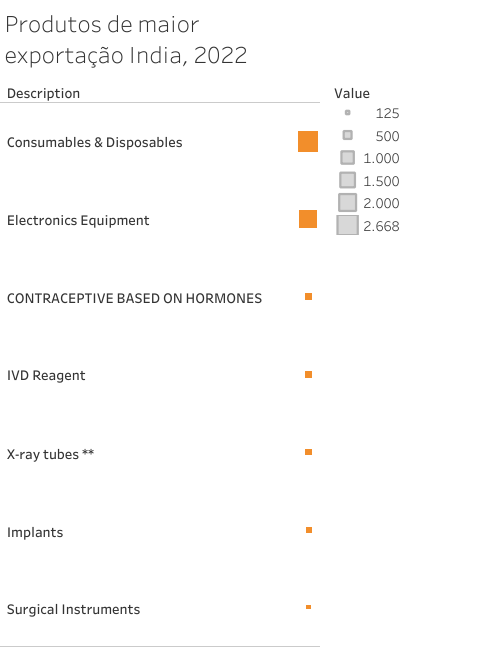 Produtos de maior
exportação India, 2022
Description
Value
125
500
1.000
1.500
2.000
2.668
Consumables & Disposables
Electronics Equipment
CONTRACEPTIVE BASED ON HORMONES
IVD Reagent
X-ray tubes **
Implants
Surgical Instruments